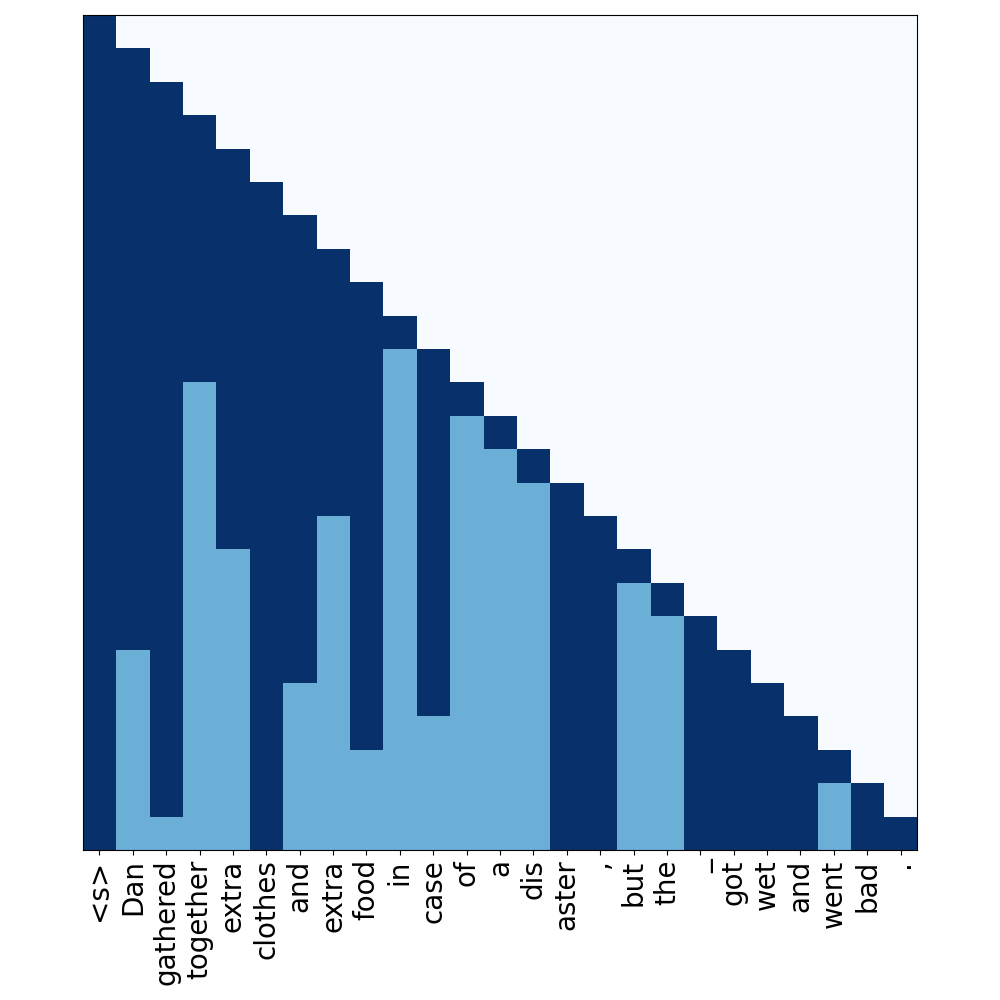 <s> Dan gathered together extra clothes and extra food in case of a dis aster , but the _ got wet and went bad .